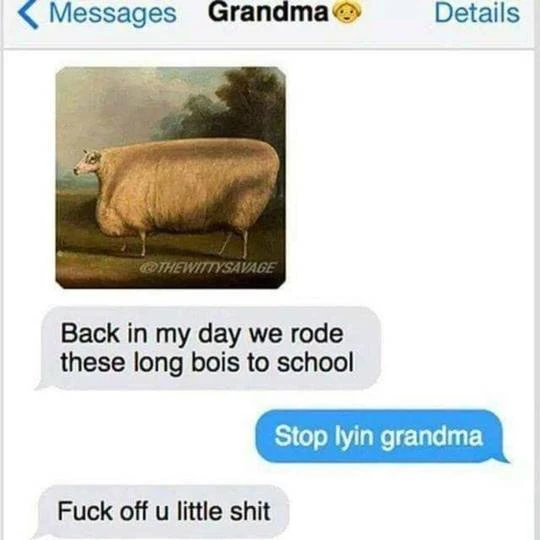 Messages Grandma👵 Details
@THEWITTYSAVAGE
Back in my day we rode
these long bois to school
Stop lyin grandma
Fuck off u little shit